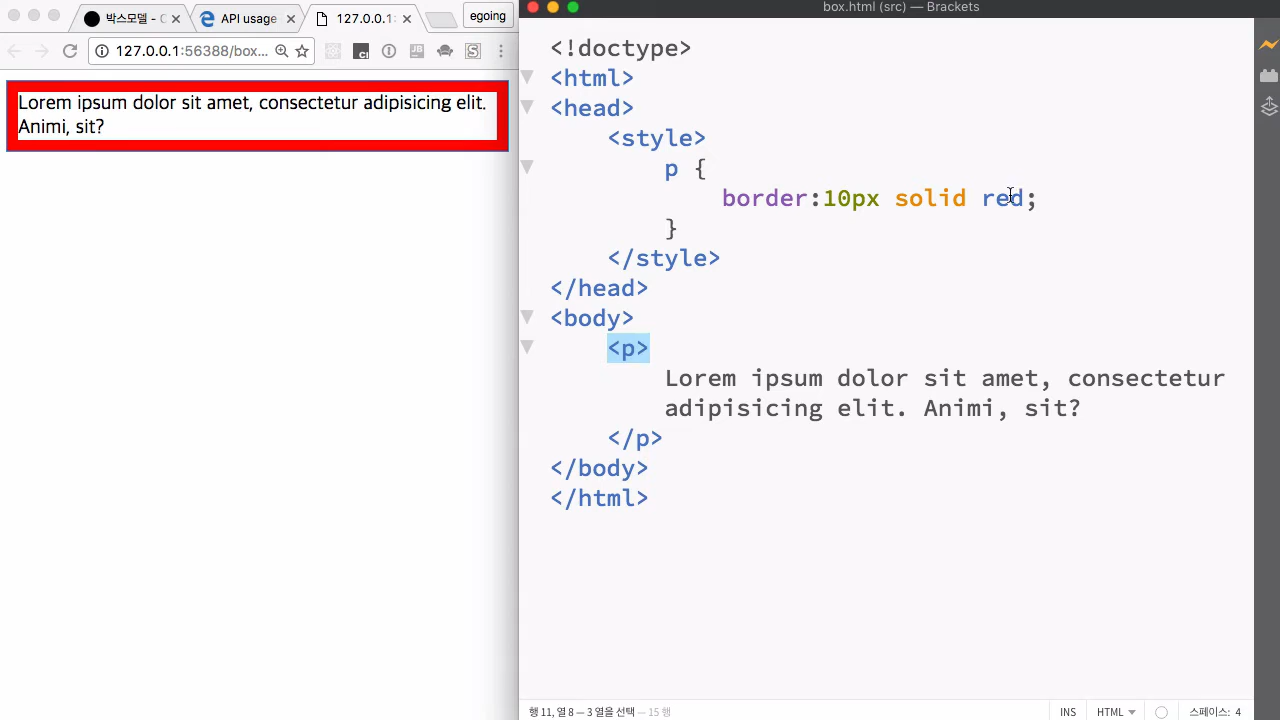 박스모델 - C
API usage
127.0.0.1:
egoing
127.0.0.1:56388/box...
Lorem ipsum dolor sit amet, consectetur adipisicing elit.
Animi, sit?
box.html (src) — Brackets
<!doctype>
<html>
<head>
<style>
p {
border:10px solid red;
}
</style>
</head>
<body>
<p>
Lorem ipsum dolor sit amet, consectetur
adipisicing elit. Animi, sit?
</p>
</body>
</html>
행 11, 열 8 — 3 열을 선택 — 15 행
INS
HTML
스페이스: 4